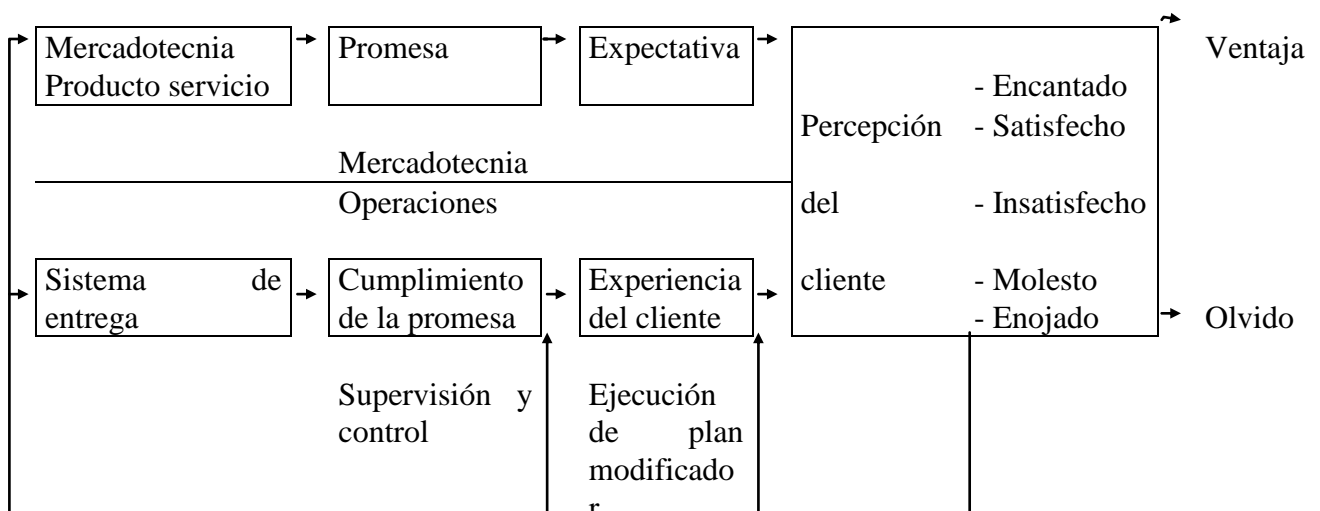 Mercadotecnia
Producto servicio
Promesa
Expectativa
Ventaja
- Encantado
Percepción - Satisfecho
Mercadotecnia
Operaciones
del - Insatisfecho
Sistema de
entrega
Cumplimiento
de la promesa
Experiencia
del cliente
cliente - Molesto
- Enojado
Olvido
Supervisión y
control
Ejecución
de plan
modificado
r